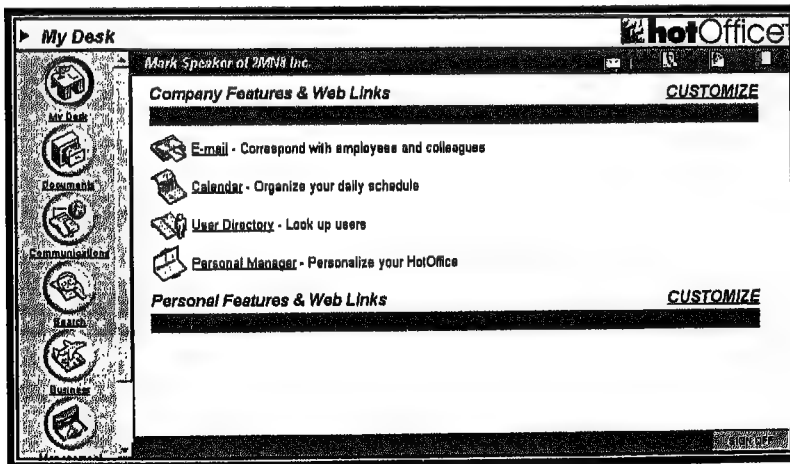 My Desk
hotOffice
Mark Speaker of 2MN8 Inc.
My Desk
Documents
Communications
Search
Business
Company Features & Web Links
CUSTOMIZE
E-mail - Correspond with employees and colleagues
Calendar - Organize your daily schedule
User Directory - Look up users
Personal Manager - Personalize your HotOffice
Personal Features & Web Links
CUSTOMIZE
SIGN OFF